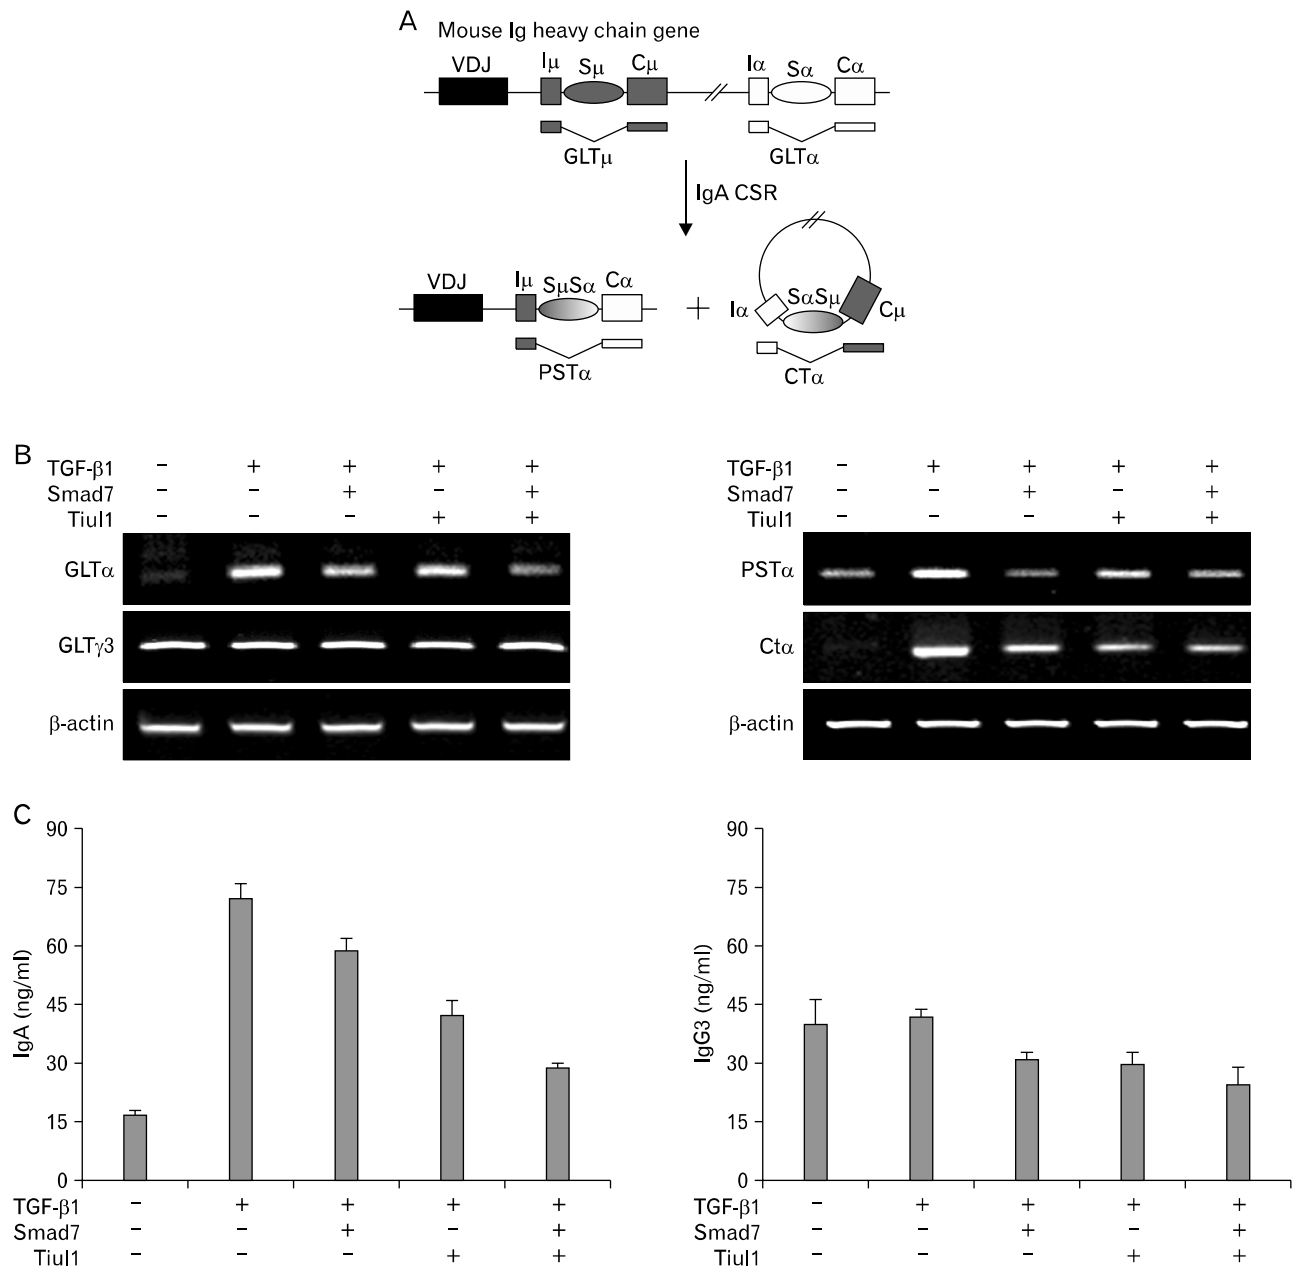 A
Mouse Ig heavy chain gene
VDJ Iμ Sμ Cμ Iα Sα Cα
GLTμ GLTα
IgA CSR
VDJ Iμ SμSα Cα + Iα SαSμ Cμ
PSTα CTα
B
TGF-β1 − + + + +
Smad7 − − + − +
Tiul1 − − − + +
GLTα
GLTγ3
β-actin
TGF-β1 − + + + +
Smad7 − − + − +
Tiul1 − − − + +
PSTα
Ctα
β-actin
C
IgA (ng/ml)
90
75
60
45
30
15
0
TGF-β1 − + + + +
Smad7 − − + − +
Tiul1 − − − + +
IgG3 (ng/ml)
90
75
60
45
30
15
0
TGF-β1 − + + + +
Smad7 − − + − +
Tiul1 − − − + +